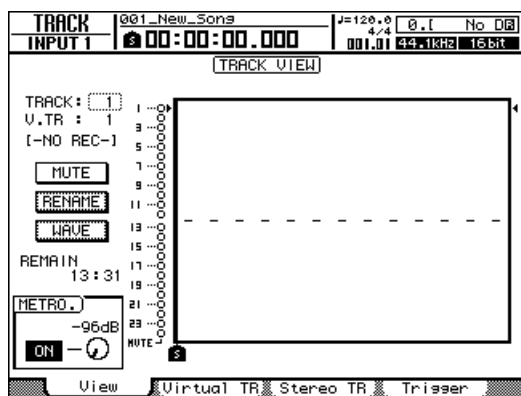 TRACK
INPUT 1
001_New_Song
S 00:00:00.000
♩=120.0
4/4
001.01
0.[ No D
44.1kHz 16bit
TRACK VIEW
TRACK: 1
V.TR : 1
[-NO REC-]
MUTE
RENAME
WAVE
REMAIN
13:31
METRO.
-96dB
ON
1
3
5
7
9
11
13
15
17
19
21
23
MUTE
S
View
Virtual TR
Stereo TR
Trigger